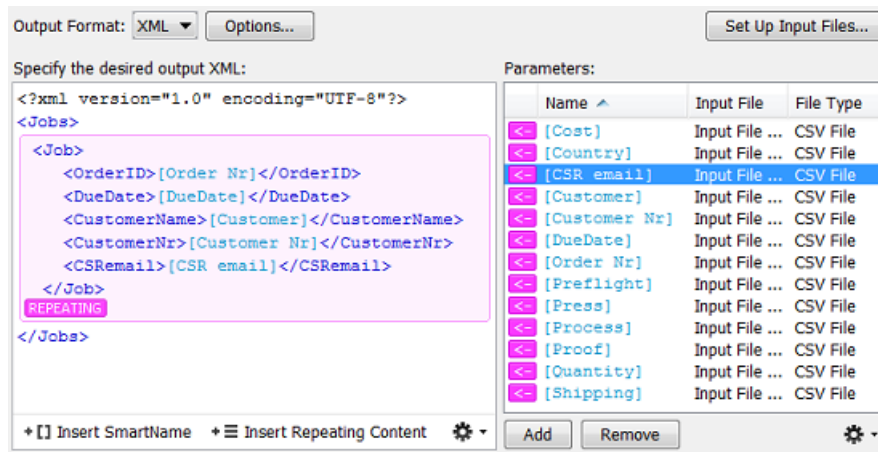 Output Format: XML Options... Set Up Input Files...
Specify the desired output XML: Parameters:
<?xml version="1.0" encoding="UTF-8"?>
<Jobs>
<Job>
<OrderID>[Order Nr]</OrderID>
<DueDate>[DueDate]</DueDate>
<CustomerName>[Customer]</CustomerName>
<CustomerNr>[Customer Nr]</CustomerNr>
<CSRemail>[CSR email]</CSRemail>
</Job>
REPEATING
</Jobs>
+[] Insert SmartName +≡ Insert Repeating Content
Name Input File File Type
<- [Cost] Input File ... CSV File
<- [Country] Input File ... CSV File
<- [CSR email] Input File ... CSV File
<- [Customer] Input File ... CSV File
<- [Customer Nr] Input File ... CSV File
<- [DueDate] Input File ... CSV File
<- [Order Nr] Input File ... CSV File
<- [Preflight] Input File ... CSV File
<- [Press] Input File ... CSV File
<- [Process] Input File ... CSV File
<- [Proof] Input File ... CSV File
<- [Quantity] Input File ... CSV File
<- [Shipping] Input File ... CSV File
Add Remove